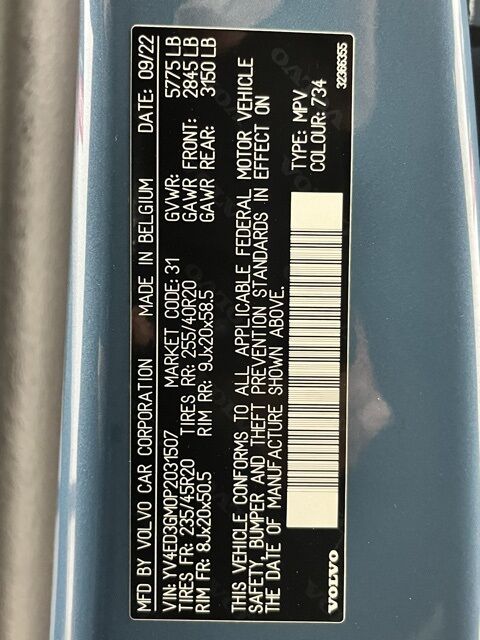 MFD BY VOLVO CAR CORPORATION MADE IN BELGIUM DATE: 09/22
VIN: YV4ED3GM0P2031507 MARKET CODE: 31 GVWR: 5775 LB
TIRES FR: 235/45R20 TIRES RR: 255/40R20 GAWR FRONT: 2845 LB
RIM FR: 8Jx20x50.5 RIM RR: 9Jx20x58.5 GAWR REAR: 3150 LB
THIS VEHICLE CONFORMS TO ALL APPLICABLE FEDERAL MOTOR VEHICLE
SAFETY, BUMPER AND THEFT PREVENTION STANDARDS IN EFFECT ON
THE DATE OF MANUFACTURE SHOWN ABOVE.
TYPE: MPV
COLOUR: 734
VOLVO 32366355